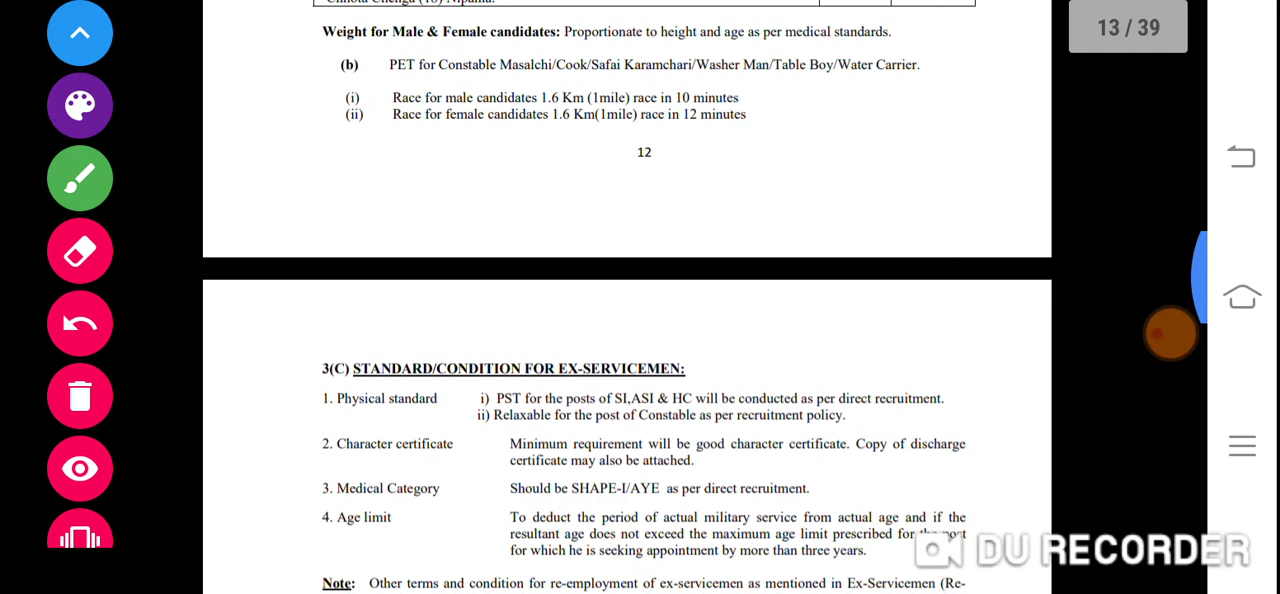 13 / 39
Weight for Male & Female candidates: Proportionate to height and age as per medical standards.
(b) PET for Constable Masalchi/Cook/Safai Karamchari/Washer Man/Table Boy/Water Carrier.
(i) Race for male candidates 1.6 Km (1mile) race in 10 minutes
(ii) Race for female candidates 1.6 Km(1mile) race in 12 minutes
12
3(C) STANDARD/CONDITION FOR EX-SERVICEMEN:
1. Physical standard i) PST for the posts of SI,ASI & HC will be conducted as per direct recruitment.
ii) Relaxable for the post of Constable as per recruitment policy.
2. Character certificate Minimum requirement will be good character certificate. Copy of discharge
certificate may also be attached.
3. Medical Category Should be SHAPE-I/AYE as per direct recruitment.
4. Age limit To deduct the period of actual military service from actual age and if the
resultant age does not exceed the maximum age limit prescribed for the post
for which he is seeking appointment by more than three years.
DU RECORDER
Note: Other terms and condition for re-employment of ex-servicemen as mentioned in Ex-Servicemen (Re-